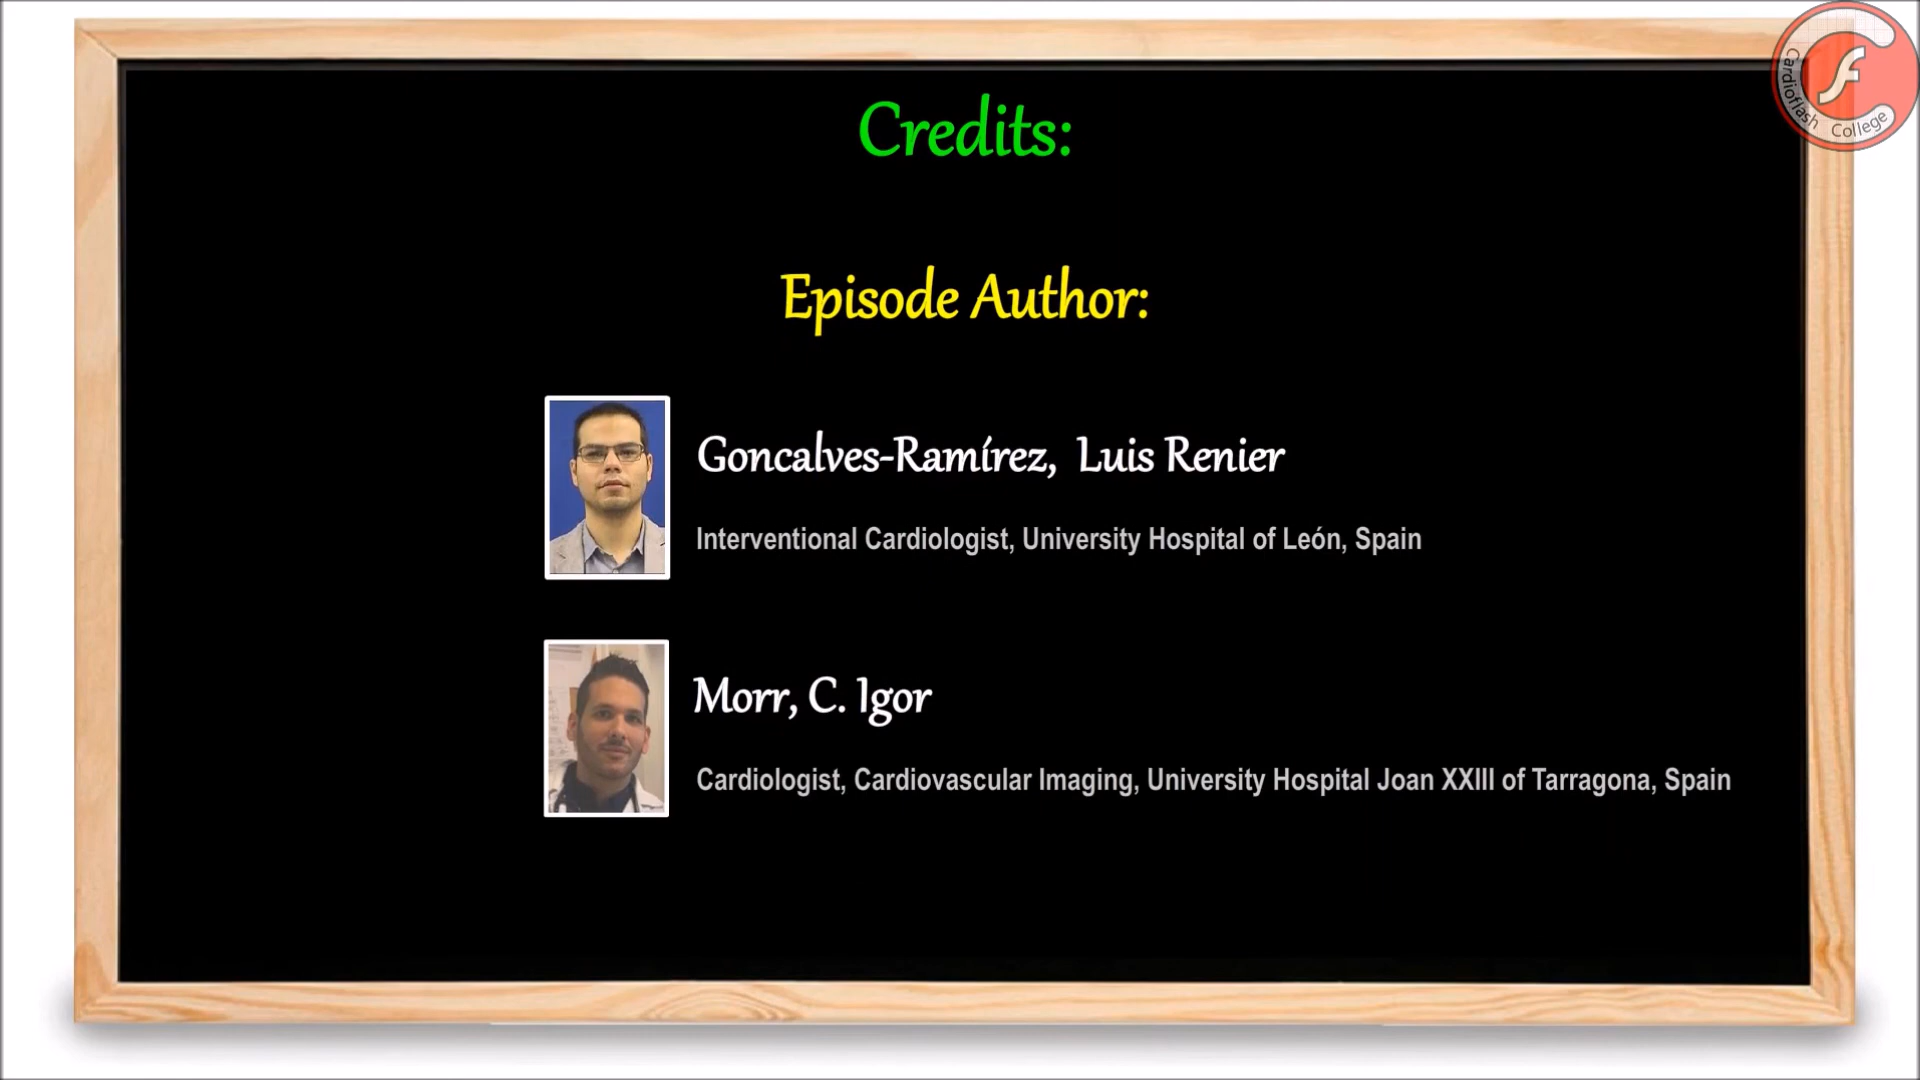 Cardioflash College
Credits:
Episode Author:
Goncalves-Ramírez, Luis Renier
Interventional Cardiologist, University Hospital of León, Spain
Morr, C. Igor
Cardiologist, Cardiovascular Imaging, University Hospital Joan XXIII of Tarragona, Spain